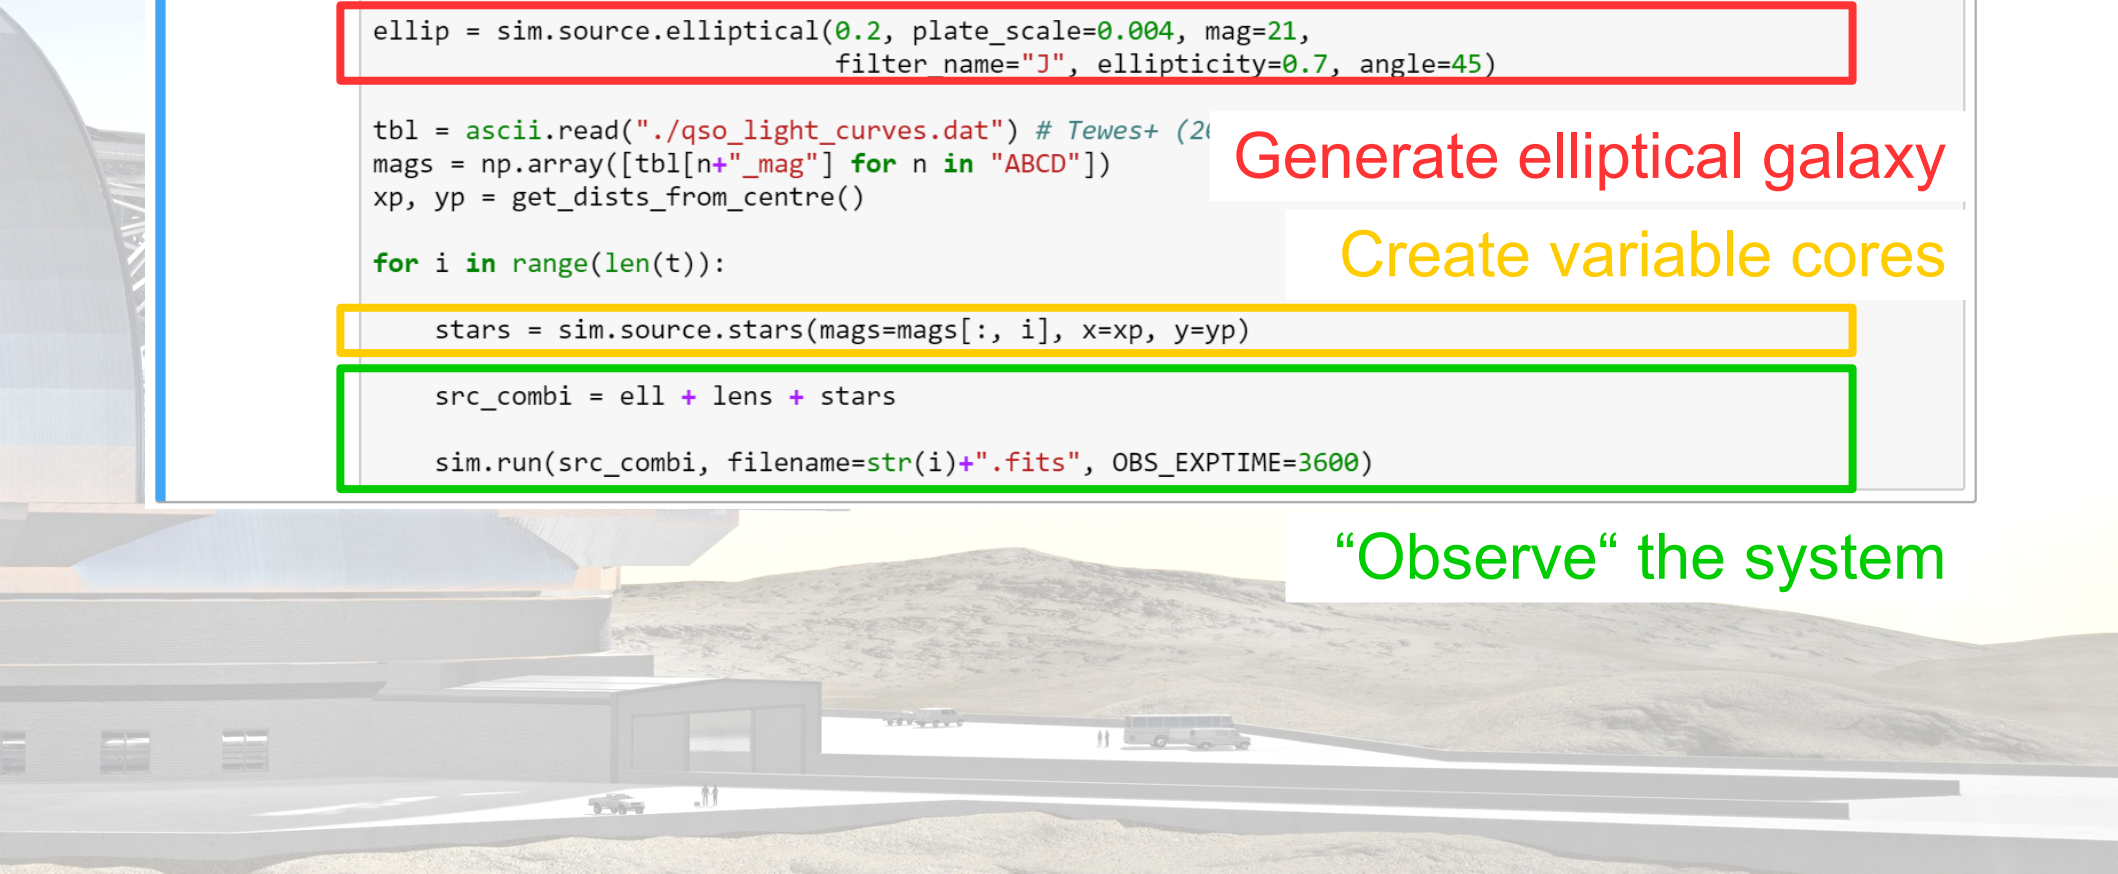 ellip = sim.source.elliptical(0.2, plate_scale=0.004, mag=21,
filter_name="J", ellipticity=0.7, angle=45)
tbl = ascii.read("./qso_light_curves.dat") # Tewes+
mags = np.array([tbl[n+"_mag"] for n in "ABCD"])
xp, yp = get_dists_from_centre()
Generate elliptical galaxy
Create variable cores
for i in range(len(t)):
stars = sim.source.stars(mags=mags[:, i], x=xp, y=yp)
src_combi = ell + lens + stars
sim.run(src_combi, filename=str(i)+".fits", OBS_EXPTIME=3600)
“Observe“ the system